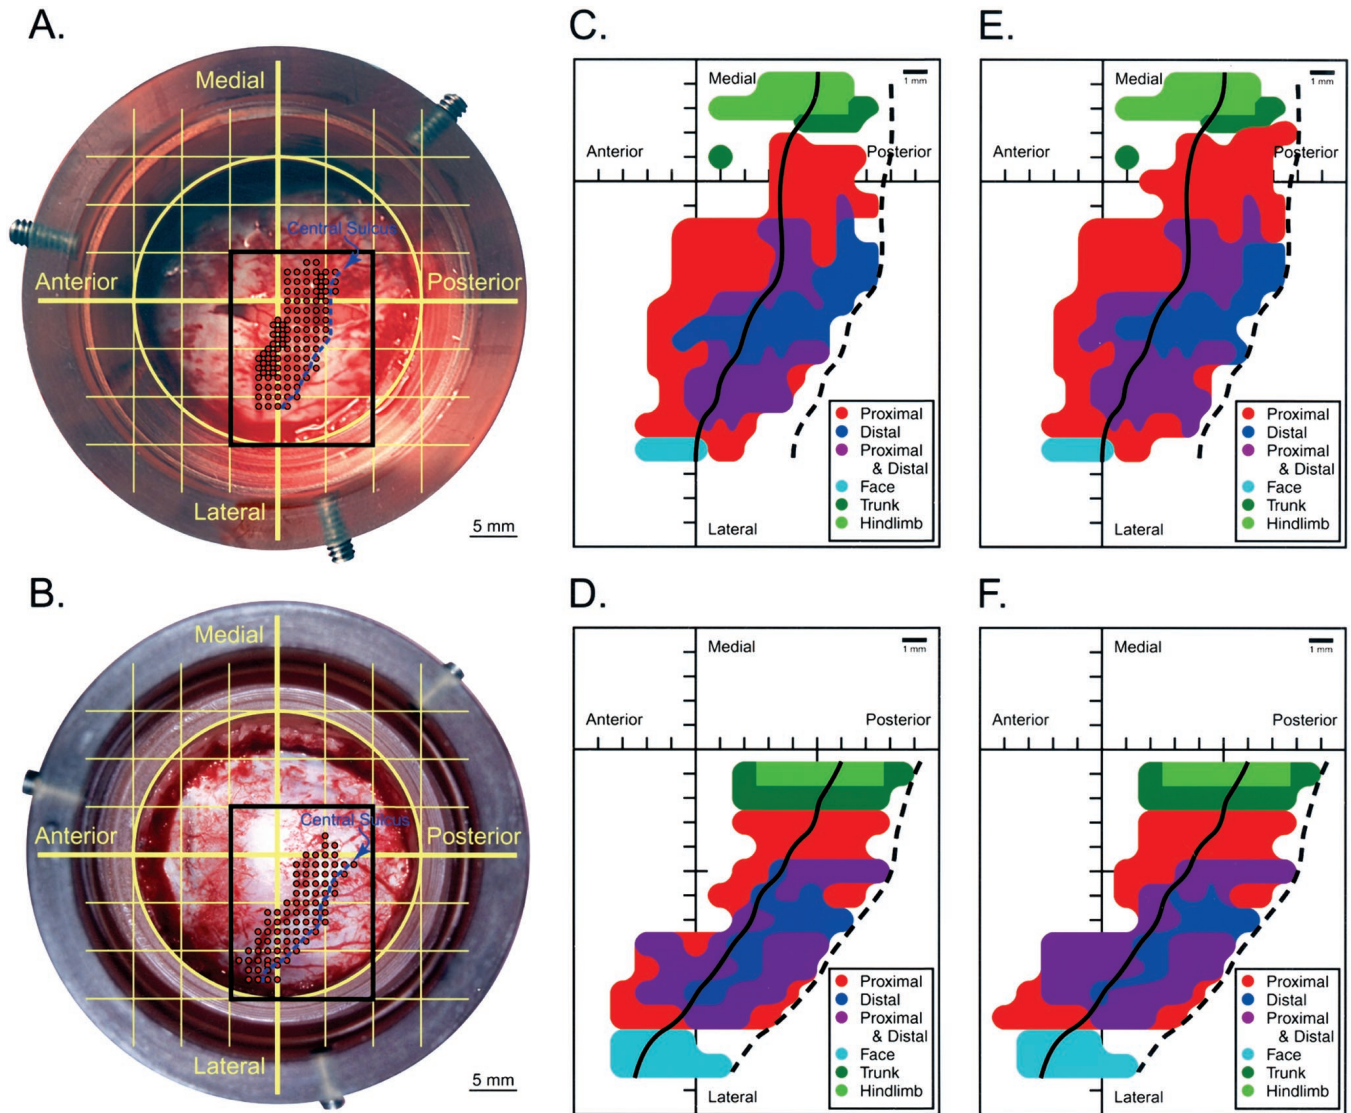 A.
Medial
Central Sulcus
Anterior
Posterior
Lateral
5 mm
B.
Medial
Central Sulcus
Anterior
Posterior
Lateral
5 mm
C.
Medial
1 mm
Anterior
Posterior
Proximal
Distal
Proximal
& Distal
Face
Trunk
Hindlimb
Lateral
D.
Medial
1 mm
Anterior
Posterior
Proximal
Distal
Proximal
& Distal
Face
Trunk
Hindlimb
Lateral
E.
Medial
1 mm
Anterior
Posterior
Proximal
Distal
Proximal
& Distal
Face
Trunk
Hindlimb
Lateral
F.
Medial
1 mm
Anterior
Posterior
Proximal
Distal
Proximal
& Distal
Face
Trunk
Hindlimb
Lateral